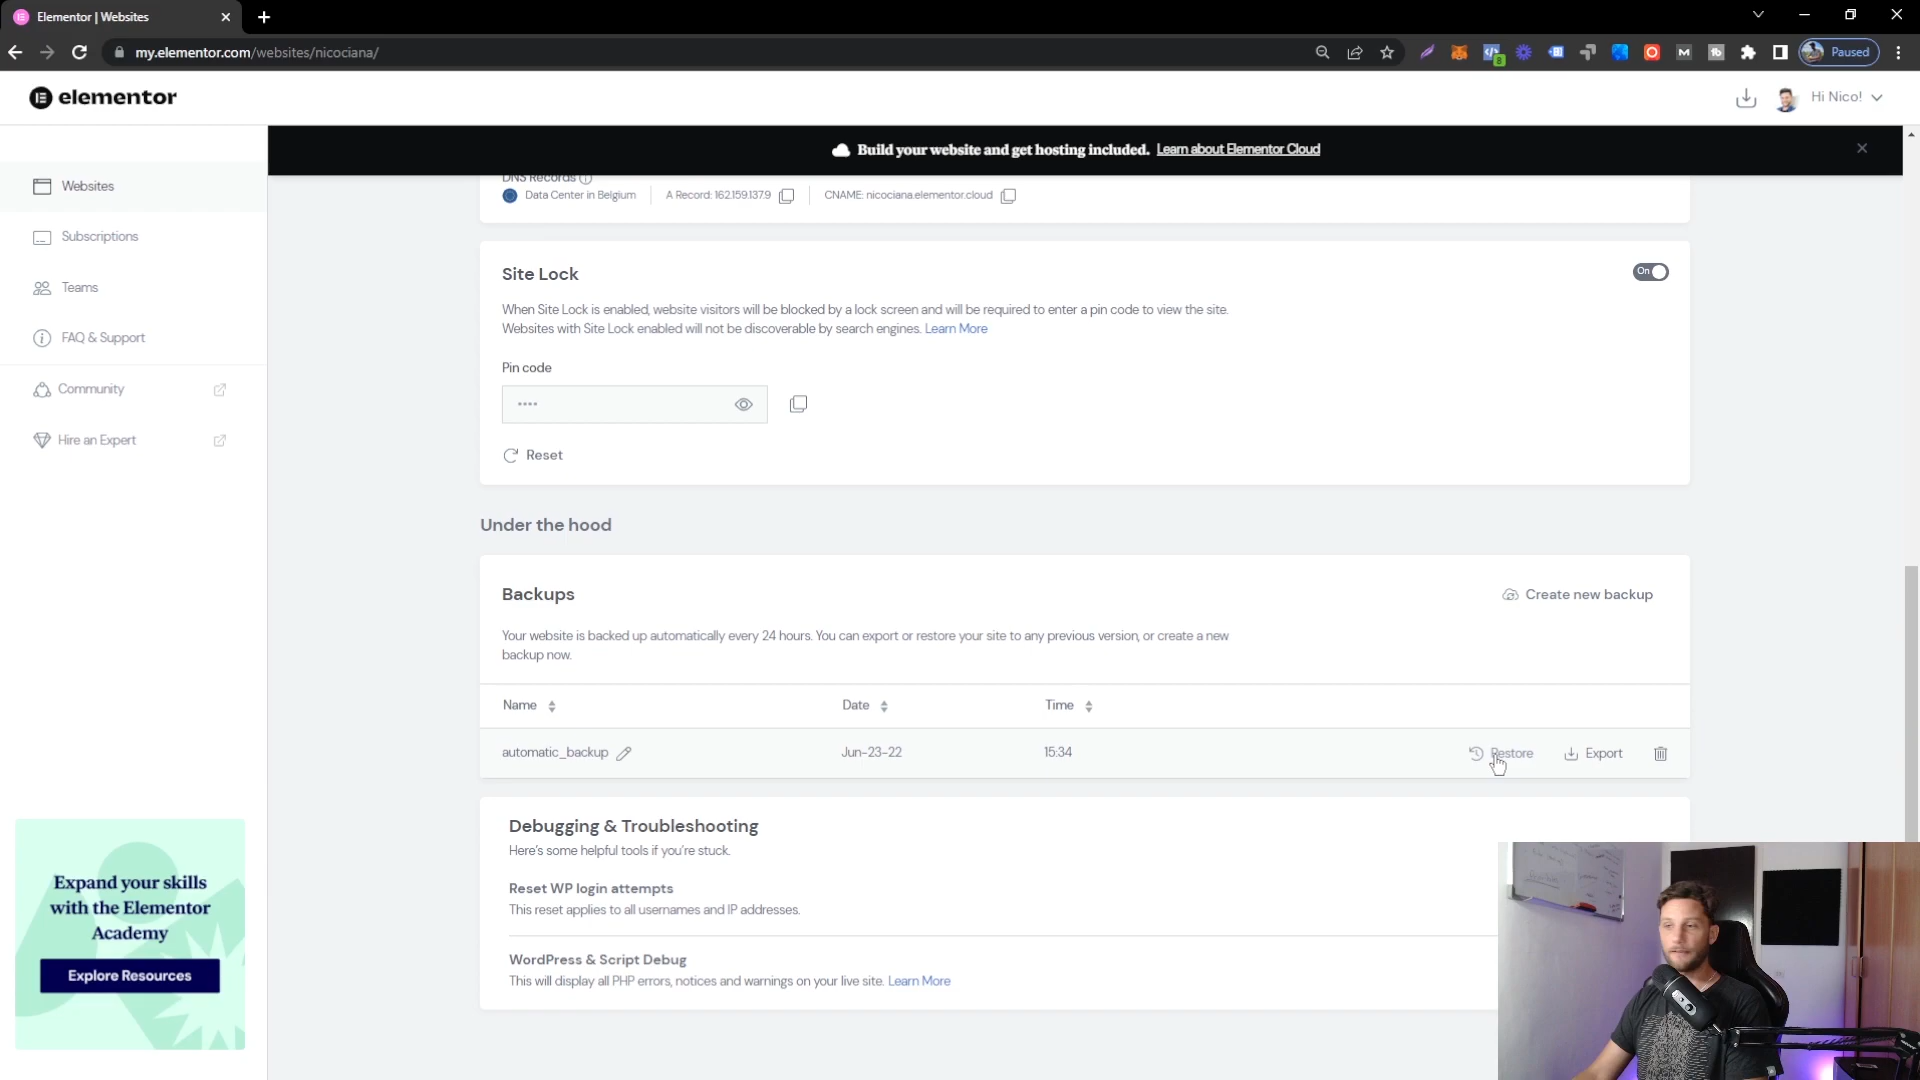 Elementor | Websites
my.elementor.com/websites/nicociana/
8
Paused
elementor
Hi Nico!
Build your website and get hosting included. Learn about Elementor Cloud
Websites
Subscriptions
Teams
FAQ & Support
Community
Hire an Expert
DNS Records
Data Center in Belgium
A Record: 162.159.137.9
CNAME: nicociana.elementor.cloud
Site Lock
On
When Site Lock is enabled, website visitors will be blocked by a lock screen and will be required to enter a pin code to view the site.
Websites with Site Lock enabled will not be discoverable by search engines. Learn More
Pin code
••••
Reset
Under the hood
Backups
Create new backup
Your website is backed up automatically every 24 hours. You can export or restore your site to any previous version, or create a new
backup now.
Name
Date
Time
automatic_backup
Jun-23-22
15:34
Restore
Export
Debugging & Troubleshooting
Here's some helpful tools if you're stuck.
Reset WP login attempts
This reset applies to all usernames and IP addresses.
WordPress & Script Debug
This will display all PHP errors, notices and warnings on your live site. Learn More
Expand your skills
with the Elementor
Academy
Explore Resources